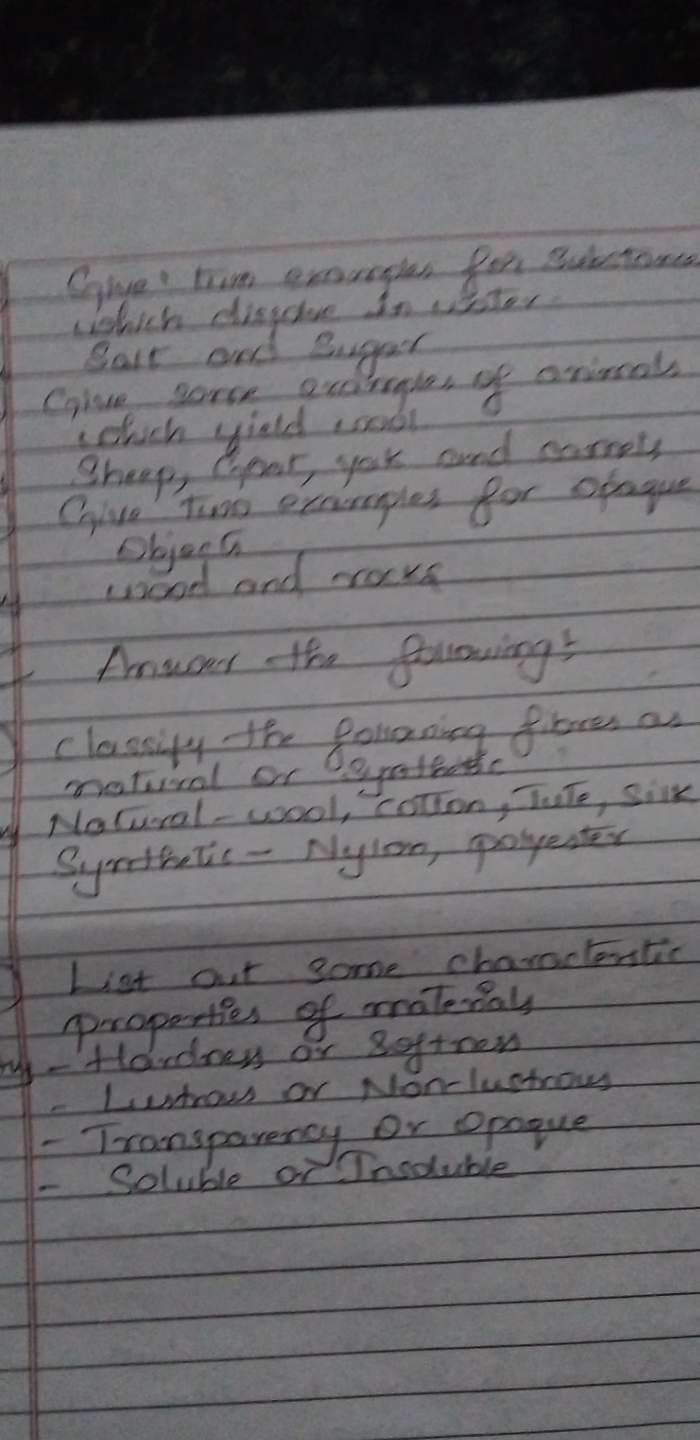 Give two examples for substance
which disolve in water
Salt and Sugar
Give some examples of animals
which yield wool
Sheep, Goat, yak and camels
Give two examples for opaque
Objects
wood and rocks
Answer the following:
Classify the following fibres as
natural or synthetic
Natural - wool, cotton, Jute, Silk
Synthetic - Nylon, polyester
List out some characterstic
properties of materials
- Hardness or Softness
- Lustrous or Non-lustrous
- Transparency or opaque
- Soluble or Insoluble